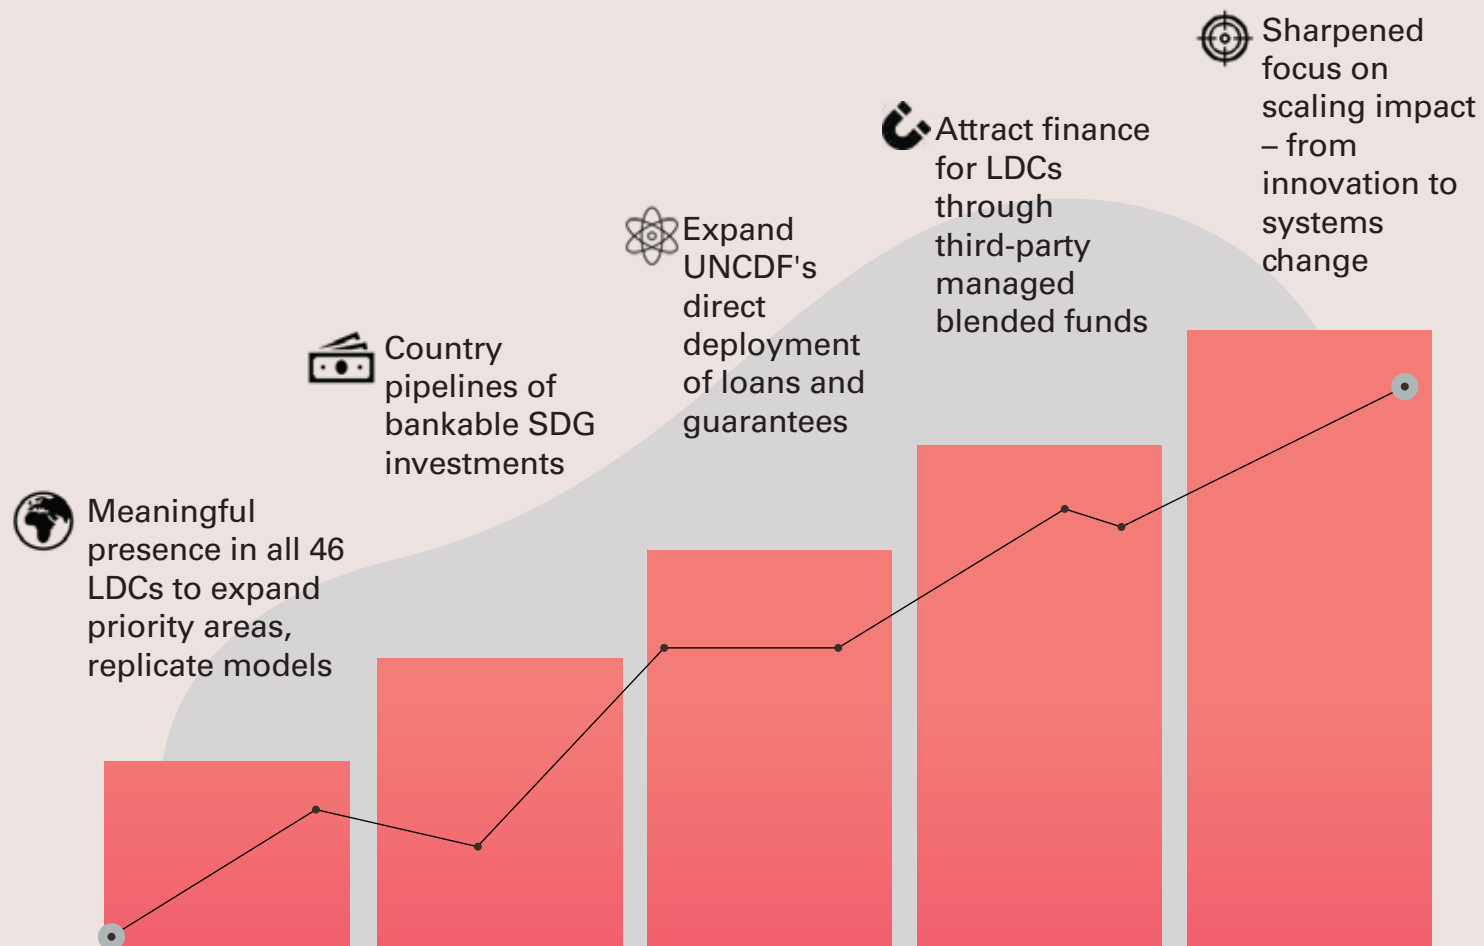 Meaningful
presence in all 46
LDCs to expand
priority areas,
replicate models
Country
pipelines of
bankable SDG
investments
Expand
UNCDF's
direct
deployment
of loans and
guarantees
Attract finance
for LDCs
through
third-party
managed
blended funds
Sharpened
focus on
scaling impact
– from
innovation to
systems
change